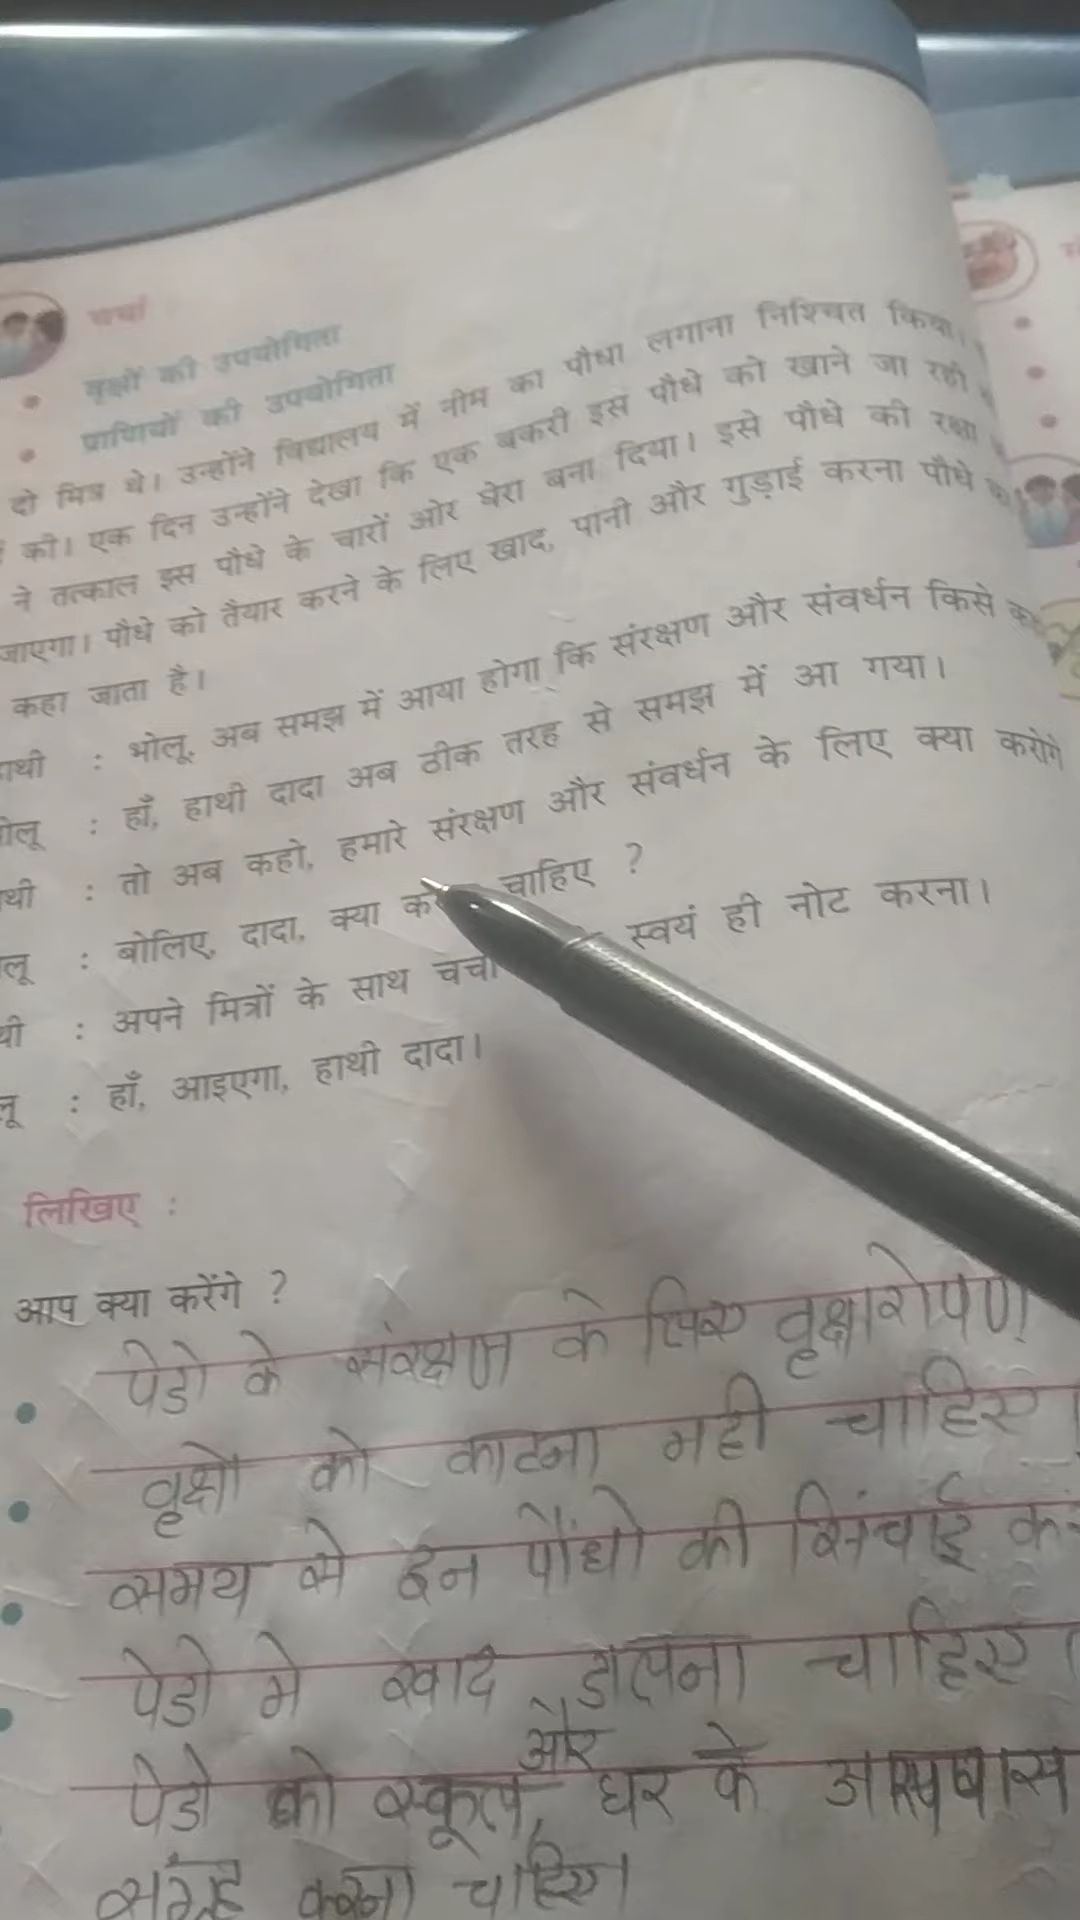 चर्चा
वृक्षों की उपयोगिता
प्राणियों की उपयोगिता
दो मित्र थे। उन्होंने विद्यालय में नीम का पौधा लगाना निश्चित किया।
की। एक दिन उन्होंने देखा कि एक बकरी इस पौधे को खाने जा रही
ने तत्काल इस पौधे के चारों ओर घेरा बना दिया। इसे पौधे की रक्षा
जाएगा। पौधे को तैयार करने के लिए खाद, पानी और गुड़ाई करना पौधे
कहा जाता है।
: भोलू, अब समझ में आया होगा कि संरक्षण और संवर्धन किसे
: हाँ, हाथी दादा अब ठीक तरह से समझ में आ गया।
: तो अब कहो, हमारे संरक्षण और संवर्धन के लिए क्या करोगे
: बोलिए, दादा, क्या चाहिए ?
: अपने मित्रों के साथ स्वयं ही नोट करना।
: हाँ, आइएगा, हाथी दादा।
लिखिए :
आप क्या करेंगे ?
पेडो के संरक्षण के लिए वृक्षारोपण
वृक्षो को काटना नही चाहिए।
समय से इन पौंधो की सिंचाई
पेडो मे खाद डालना चाहिए।
पेडो को स्कूल, और घर के आसपास
संग्रह करना चाहिए।